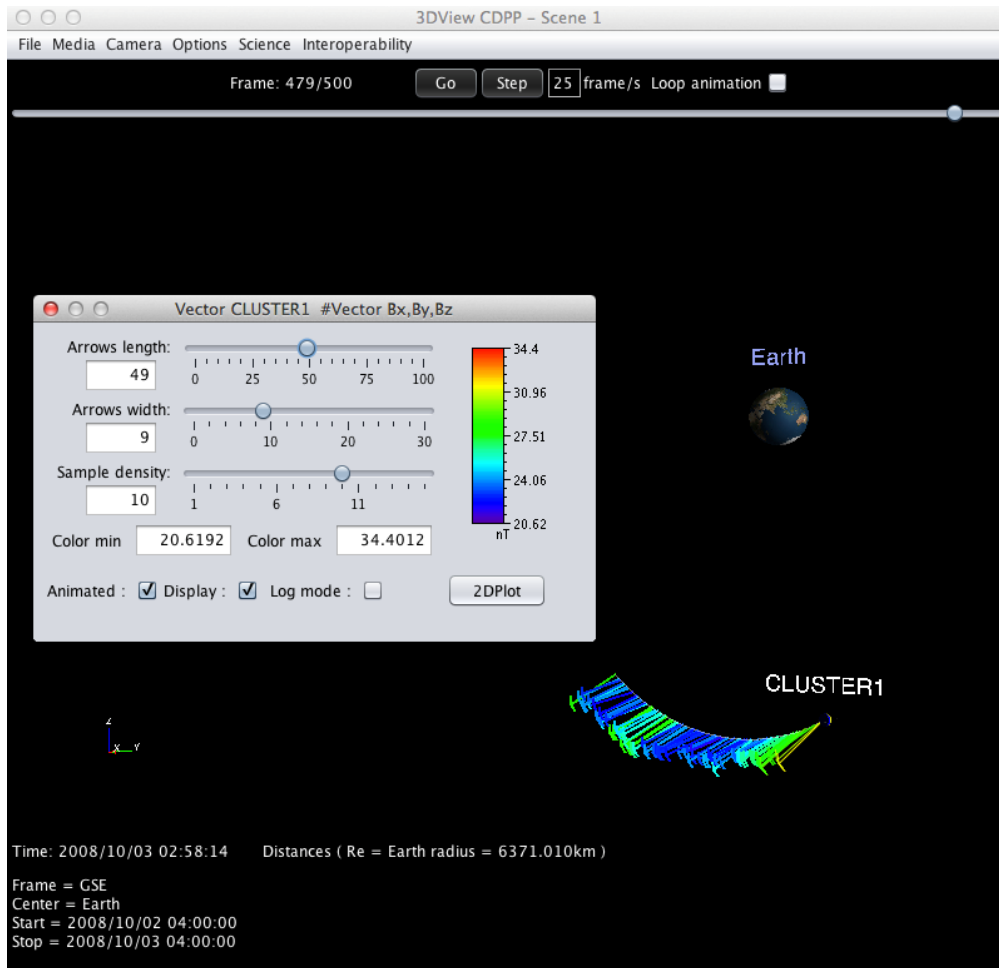 3DView CDPP – Scene 1
File Media Camera Options Science Interoperability
Frame: 479/500 Go Step 25 frame/s Loop animation
Vector CLUSTER1 #Vector Bx,By,Bz
Arrows length:
49
0 25 50 75 100
Arrows width:
9
0 10 20 30
Sample density:
10
1 6 11
34.4
30.96
27.51
24.06
20.62
nT
Color min 20.6192 Color max 34.4012
Animated : Display : Log mode : 2DPlot
Earth
CLUSTER1
Z
X Y
Time: 2008/10/03 02:58:14 Distances ( Re = Earth radius = 6371.010km )
Frame = GSE
Center = Earth
Start = 2008/10/02 04:00:00
Stop = 2008/10/03 04:00:00